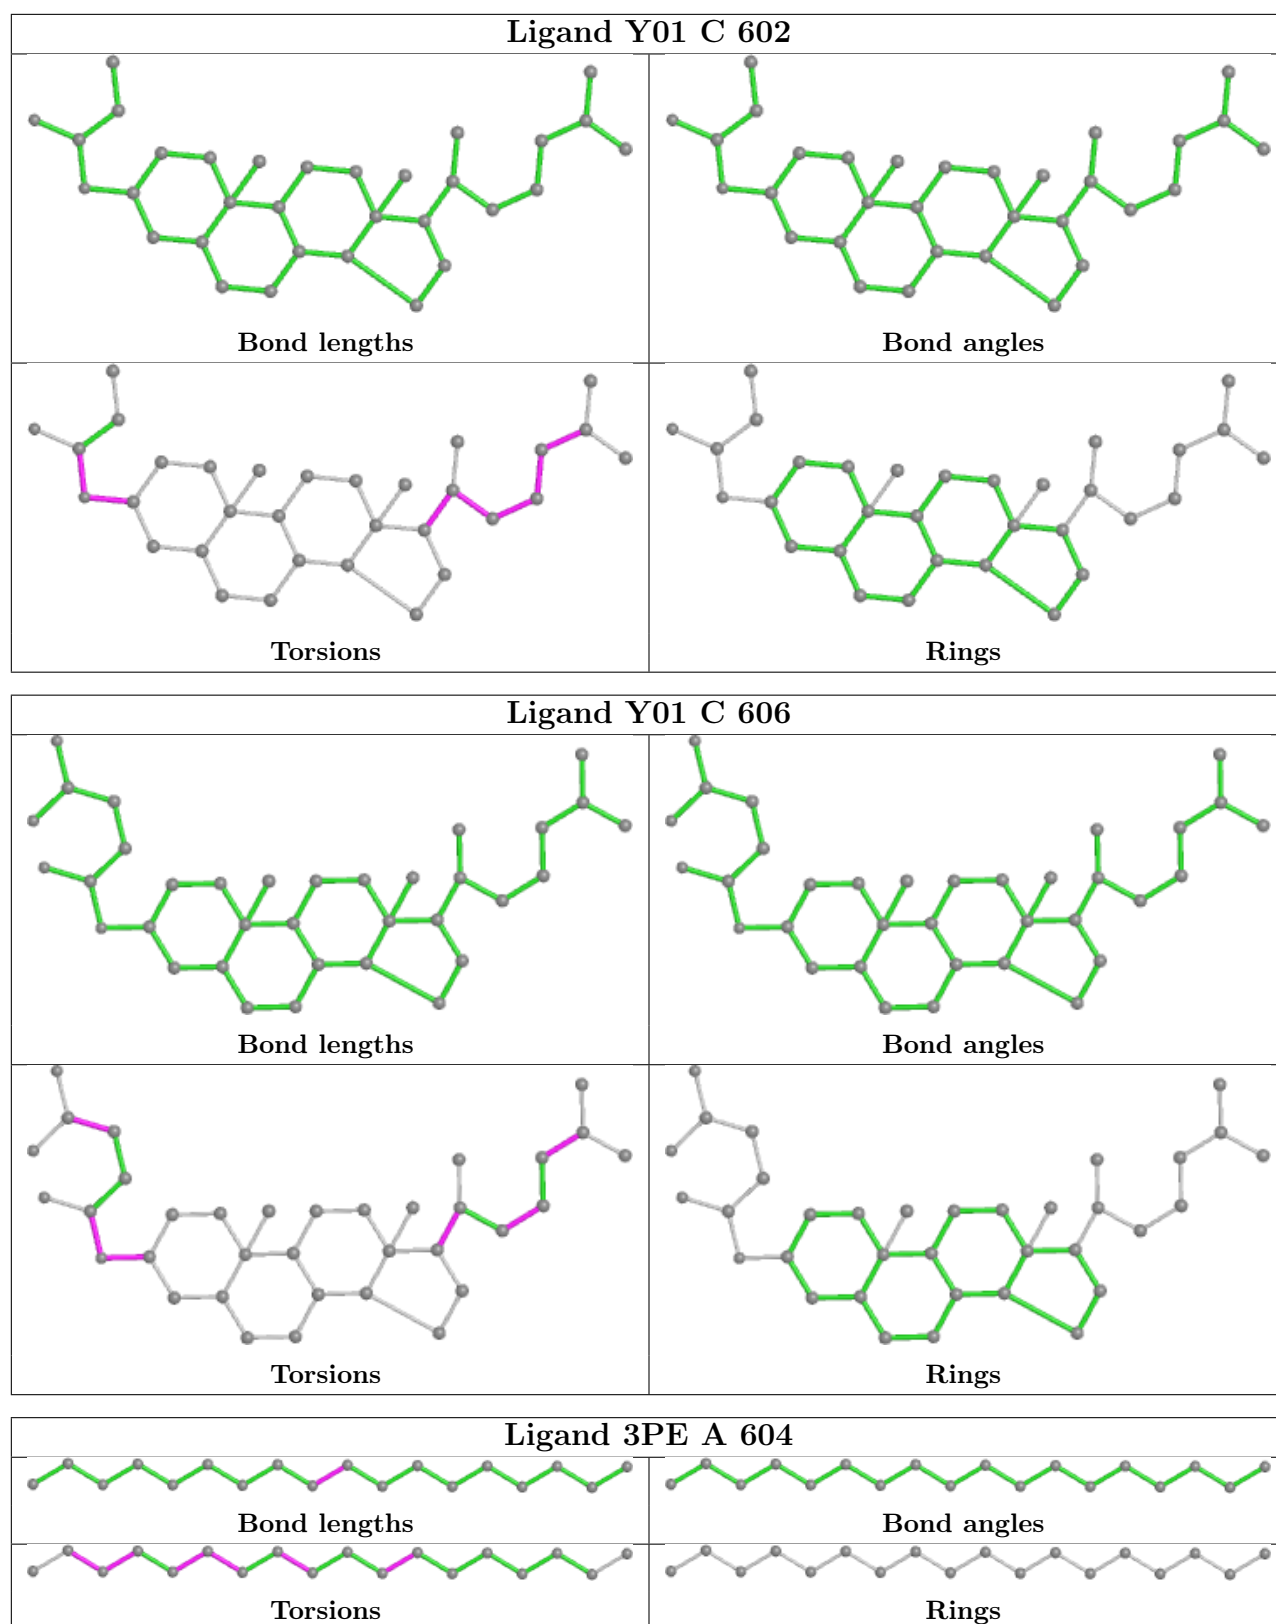 Ligand Y01 C 602
Bond lengths
Bond angles
Torsions
Rings
Ligand Y01 C 606
Bond lengths
Bond angles
Torsions
Rings
Ligand 3PE A 604
Bond lengths
Bond angles
Torsions
Rings